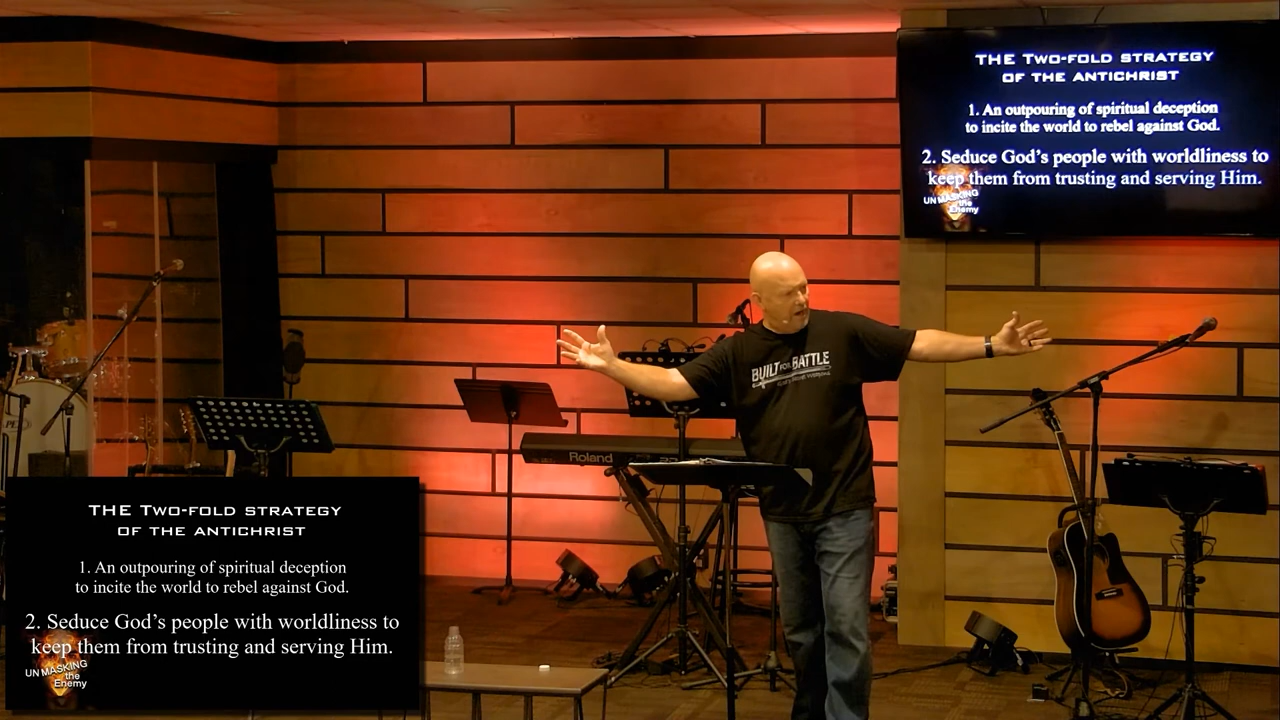 THE Two-fold strategy
of the antichrist
1. An outpouring of spiritual deception
to incite the world to rebel against God.
2. Seduce God's people with worldliness to
keep them from trusting and serving Him.
UNMASKING
the
Enemy
BUILT FOR BATTLE
Roland
THE Two-fold strategy
of the antichrist
1. An outpouring of spiritual deception
to incite the world to rebel against God.
2. Seduce God's people with worldliness to
keep them from trusting and serving Him.
UNMASKING
the
Enemy